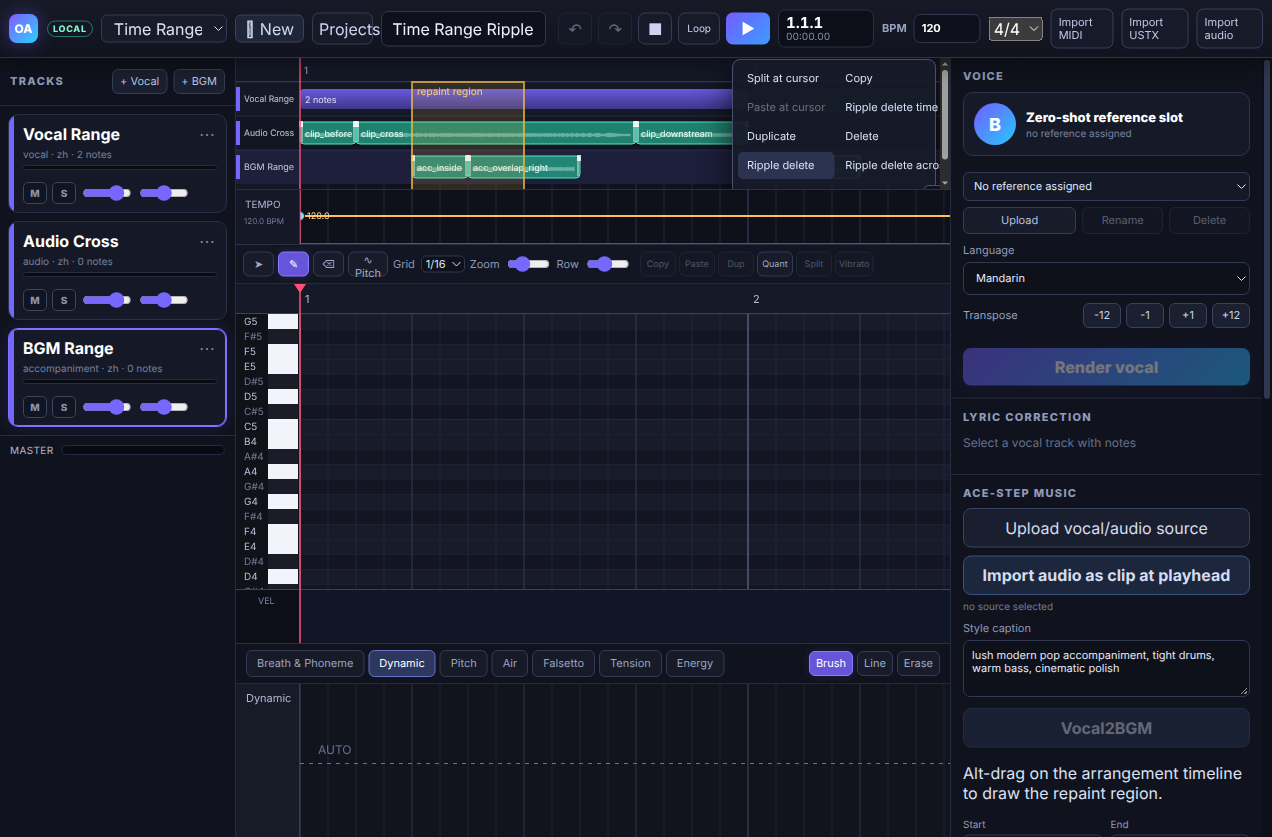 OA
LOCAL
Time Range
New
Projects
Time Range Ripple
Loop
1.1.1
00:00.00
BPM
120
4/4
Import MIDI
Import USTX
Import audio
TRACKS
+ Vocal
+ BGM
Vocal Range
vocal · zh · 2 notes
M
S
Audio Cross
audio · zh · 0 notes
M
S
BGM Range
accompaniment · zh · 0 notes
M
S
MASTER
1
Vocal Range
2 notes
repaint region
Audio Cross
clip_before
clip_cross
clip_downstream
BGM Range
acc_inside
acc_overlap_right
Split at cursor
Copy
Paste at cursor
Ripple delete time
Duplicate
Delete
Ripple delete
Ripple delete acro
TEMPO
120.0 BPM
120.0
Pitch
Grid
1/16
Zoom
Row
Copy
Paste
Dup
Quant
Split
Vibrato
1
2
G5
F#5
F5
E5
D#5
D5
C#5
C5
B4
A#4
A4
G#4
G4
F#4
F4
E4
D#4
D4
VEL
Breath & Phoneme
Dynamic
Pitch
Air
Falsetto
Tension
Energy
Brush
Line
Erase
Dynamic
AUTO
VOICE
B
Zero-shot reference slot
no reference assigned
No reference assigned
Upload
Rename
Delete
Language
Mandarin
Transpose
-12
-1
+1
+12
Render vocal
LYRIC CORRECTION
Select a vocal track with notes
ACE-STEP MUSIC
Upload vocal/audio source
Import audio as clip at playhead
no source selected
Style caption
lush modern pop accompaniment, tight drums,
warm bass, cinematic polish
Vocal2BGM
Alt-drag on the arrangement timeline
to draw the repaint region.
Start
End